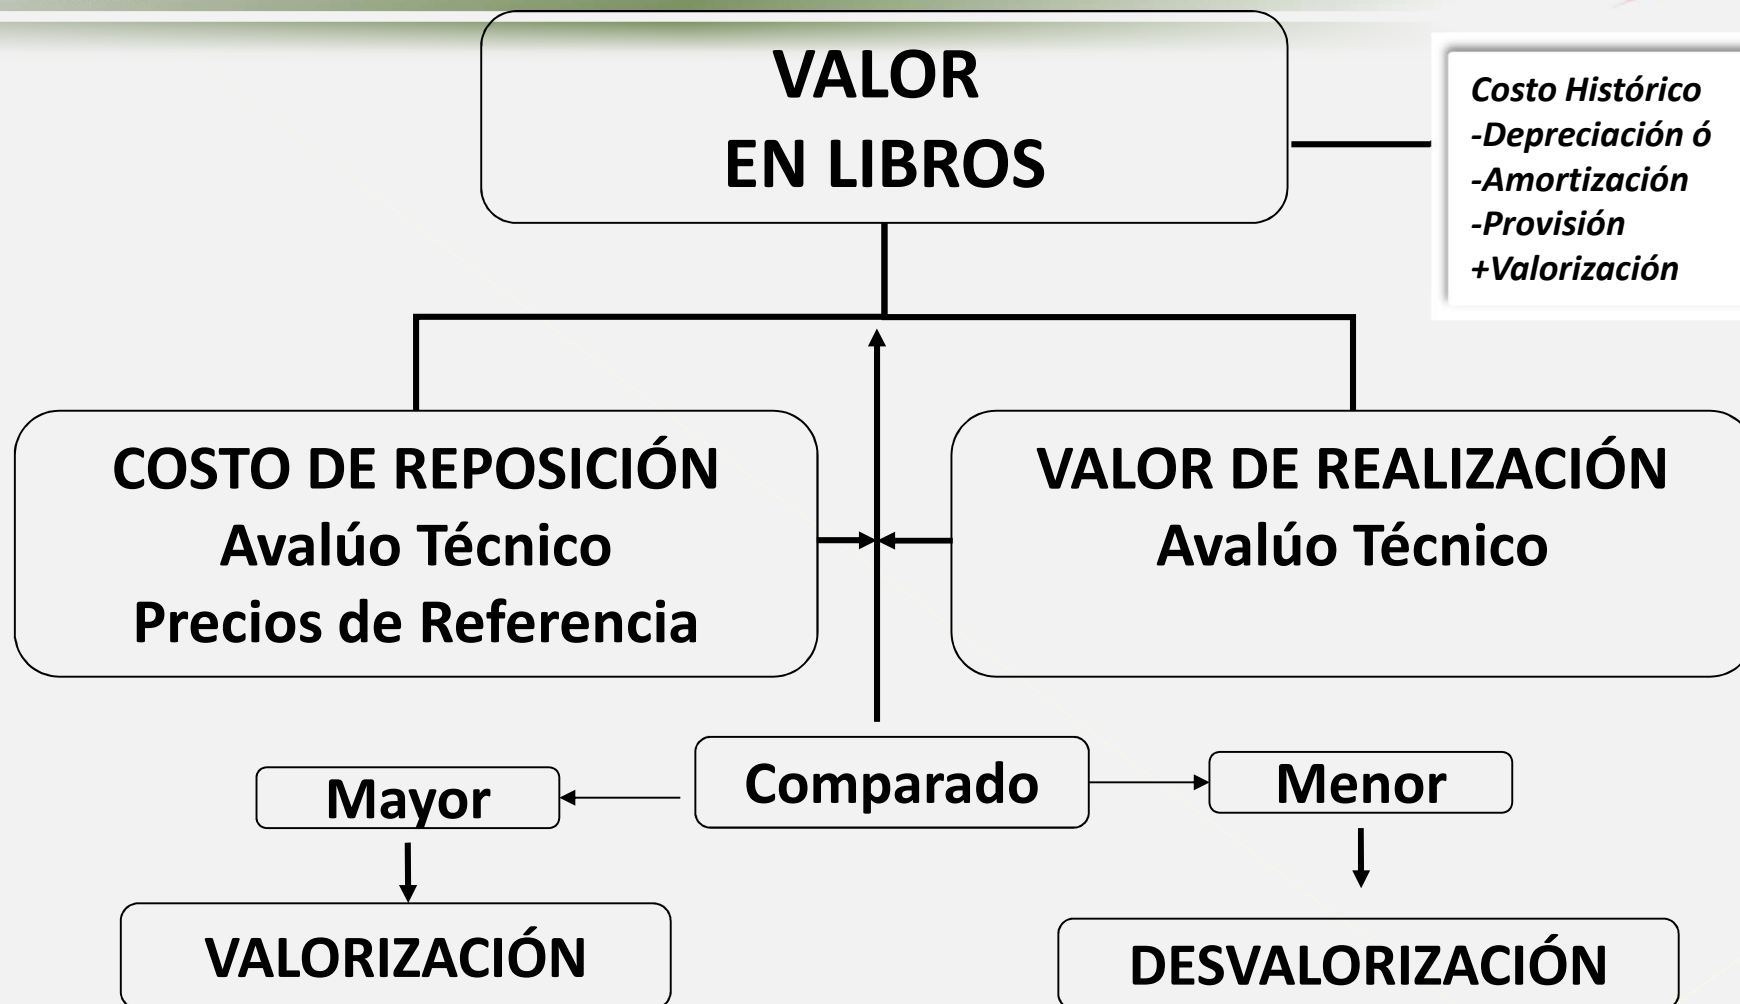 VALOR
EN LIBROS
Costo Histórico
-Depreciación ó
-Amortización
-Provisión
+Valorización
COSTO DE REPOSICIÓN
Avalúo Técnico
Precios de Referencia
VALOR DE REALIZACIÓN
Avalúo Técnico
Mayor
Comparado
Menor
VALORIZACIÓN
DESVALORIZACIÓN